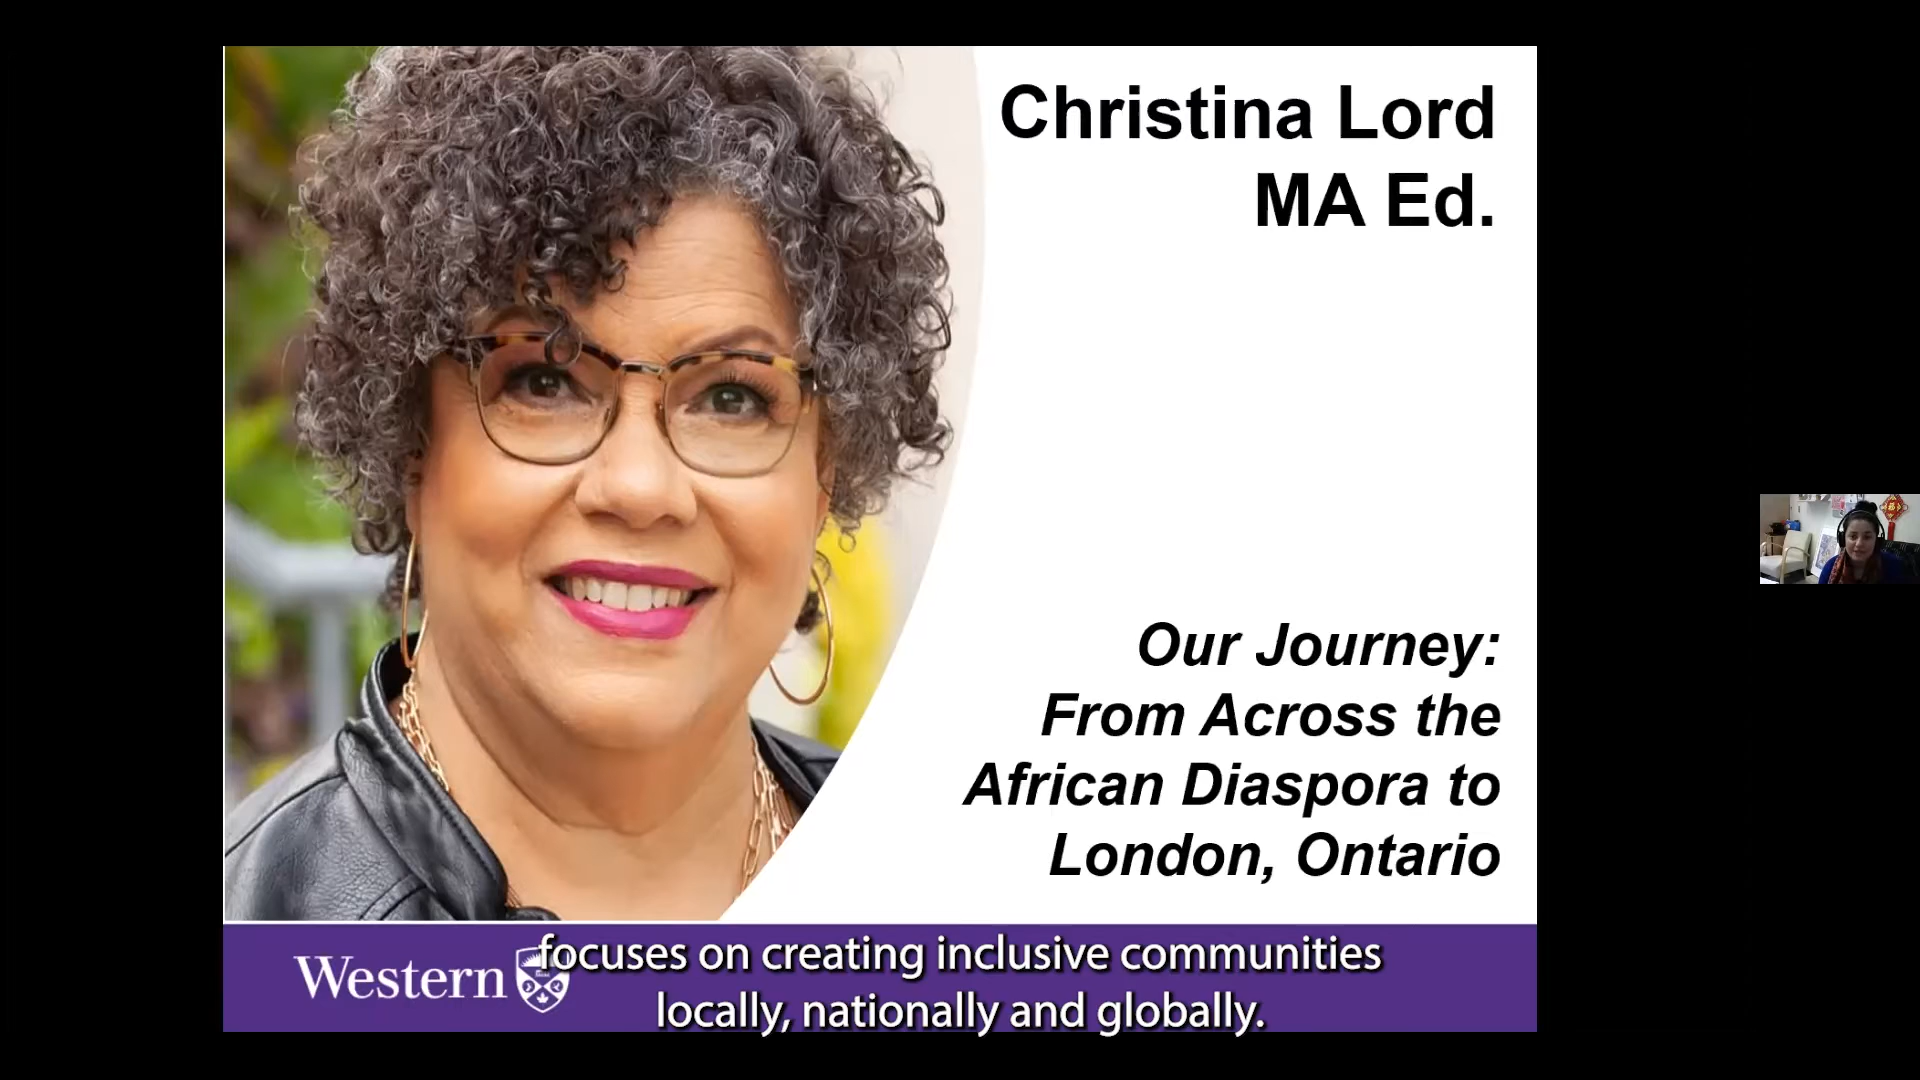 Christina Lord
MA Ed.
Our Journey:
From Across the
African Diaspora to
London, Ontario
Western
focuses on creating inclusive communities
locally, nationally and globally.